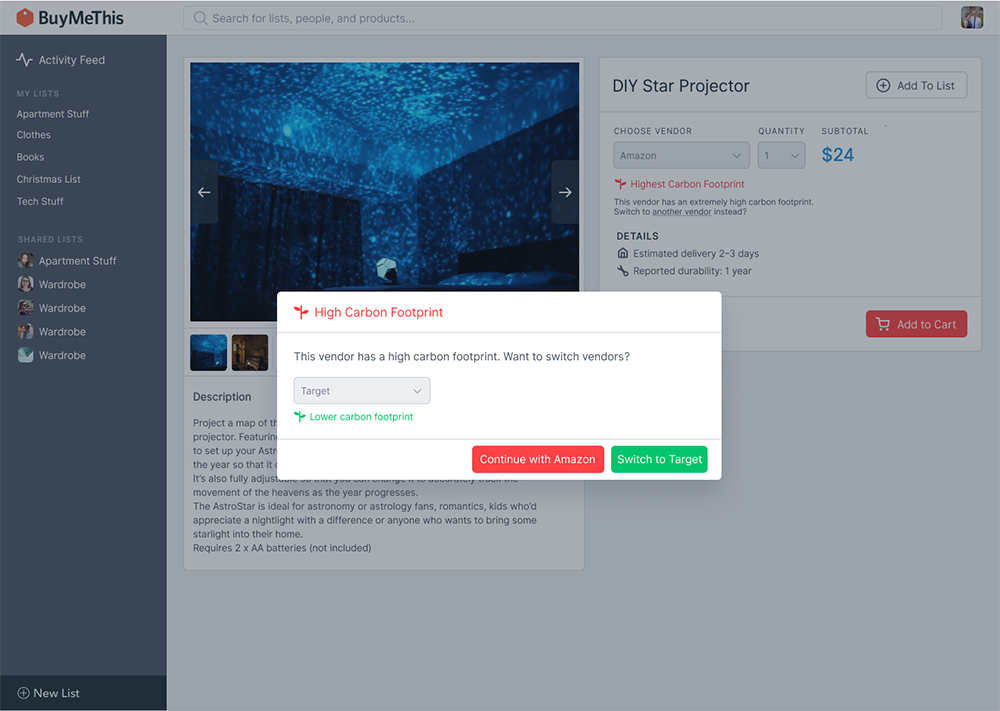 BuyMeThis
Search for lists, people, and products...
Activity Feed
MY LISTS
Apartment Stuff
Clothes
Books
Christmas List
Tech Stuff
SHARED LISTS
Apartment Stuff
Wardrobe
Wardrobe
Wardrobe
Wardrobe
New List
DIY Star Projector
Add To List
CHOOSE VENDOR
QUANTITY
SUBTOTAL
Amazon
1
$24
Highest Carbon Footprint
This vendor has an extremely high carbon footprint.
Switch to another vendor instead?
DETAILS
Estimated delivery 2–3 days
Reported durability: 1 year
Add to Cart
High Carbon Footprint
This vendor has a high carbon footprint. Want to switch vendors?
Target
Lower carbon footprint
Continue with Amazon
Switch to Target
Description
Project a map of
projector. Featurin
to set up your Astr
the year so that it
It's also fully adjustable so that you can change it to accurately track the
movement of the heavens as the year progresses.
The AstroStar is ideal for astronomy or astrology fans, romantics, kids who'd
appreciate a nightlight with a difference or anyone who wants to bring some
starlight into their home.
Requires 2 x AA batteries (not included)